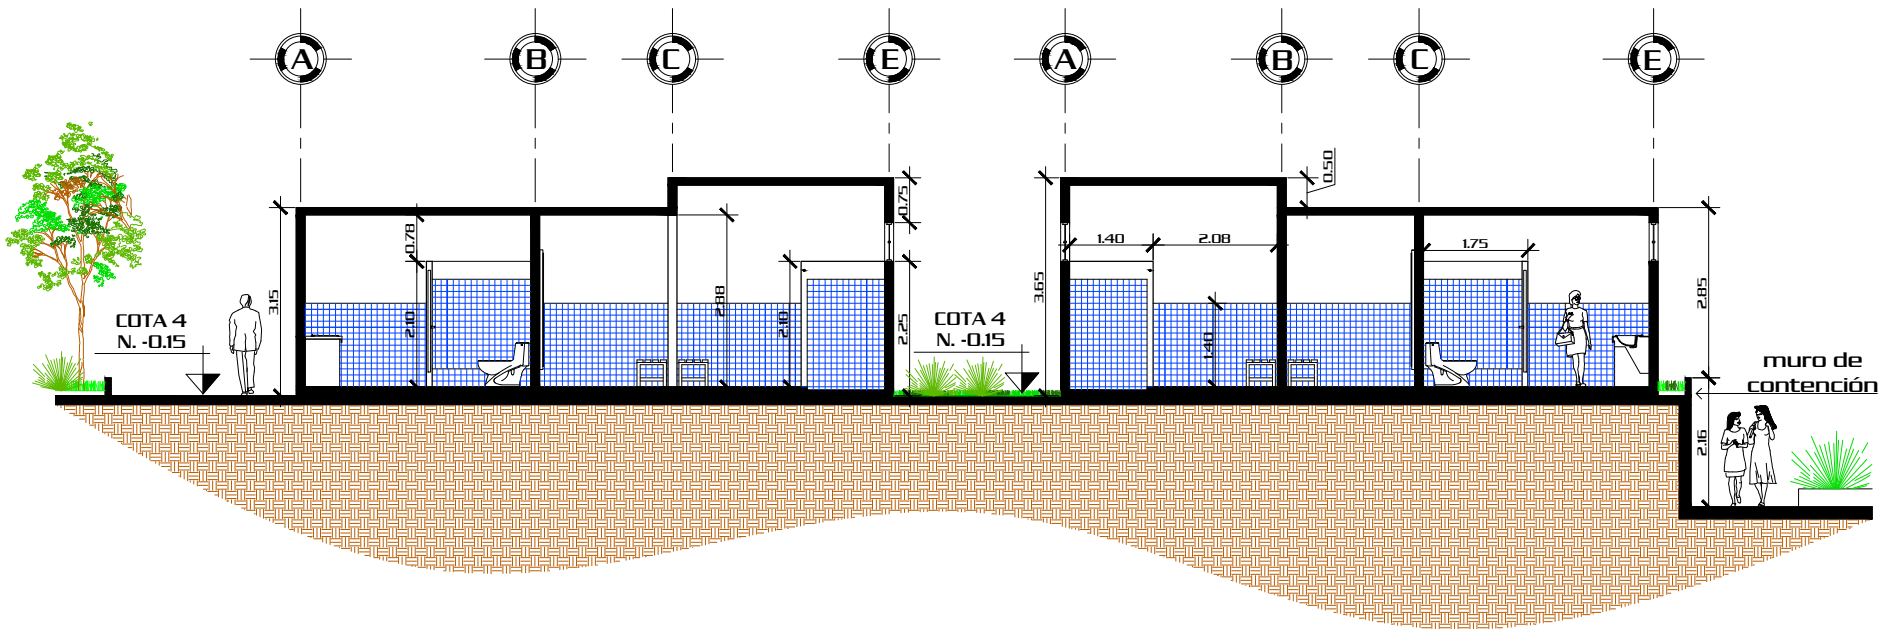 A B C E A B C E
0.50
0.75
0.78
1.40 2.08
1.75
3.15
2.88
3.65
2.85
COTA 4
N. -0.15
2.10
2.10
2.25
COTA 4
N. -0.15
1.40
muro de
contención
2.16